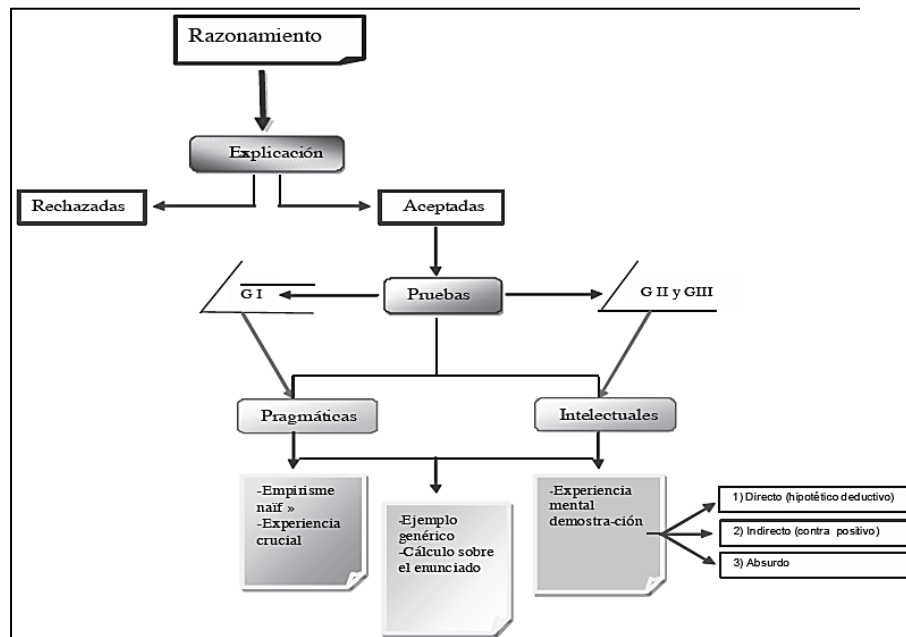 Razonamiento
Explicación
Rechazadas
Aceptadas
G I
Pruebas
G II y GIII
Pragmáticas
Intelectuales
-Empirisme
naïf »
-Experiencia
crucial
-Ejemplo
genérico
-Cálculo sobre
el enunciado
-Experiencia
mental
demostra-ción
1) Directo (hipotético deductivo)
2) Indirecto (contra positivo)
3) Absurdo